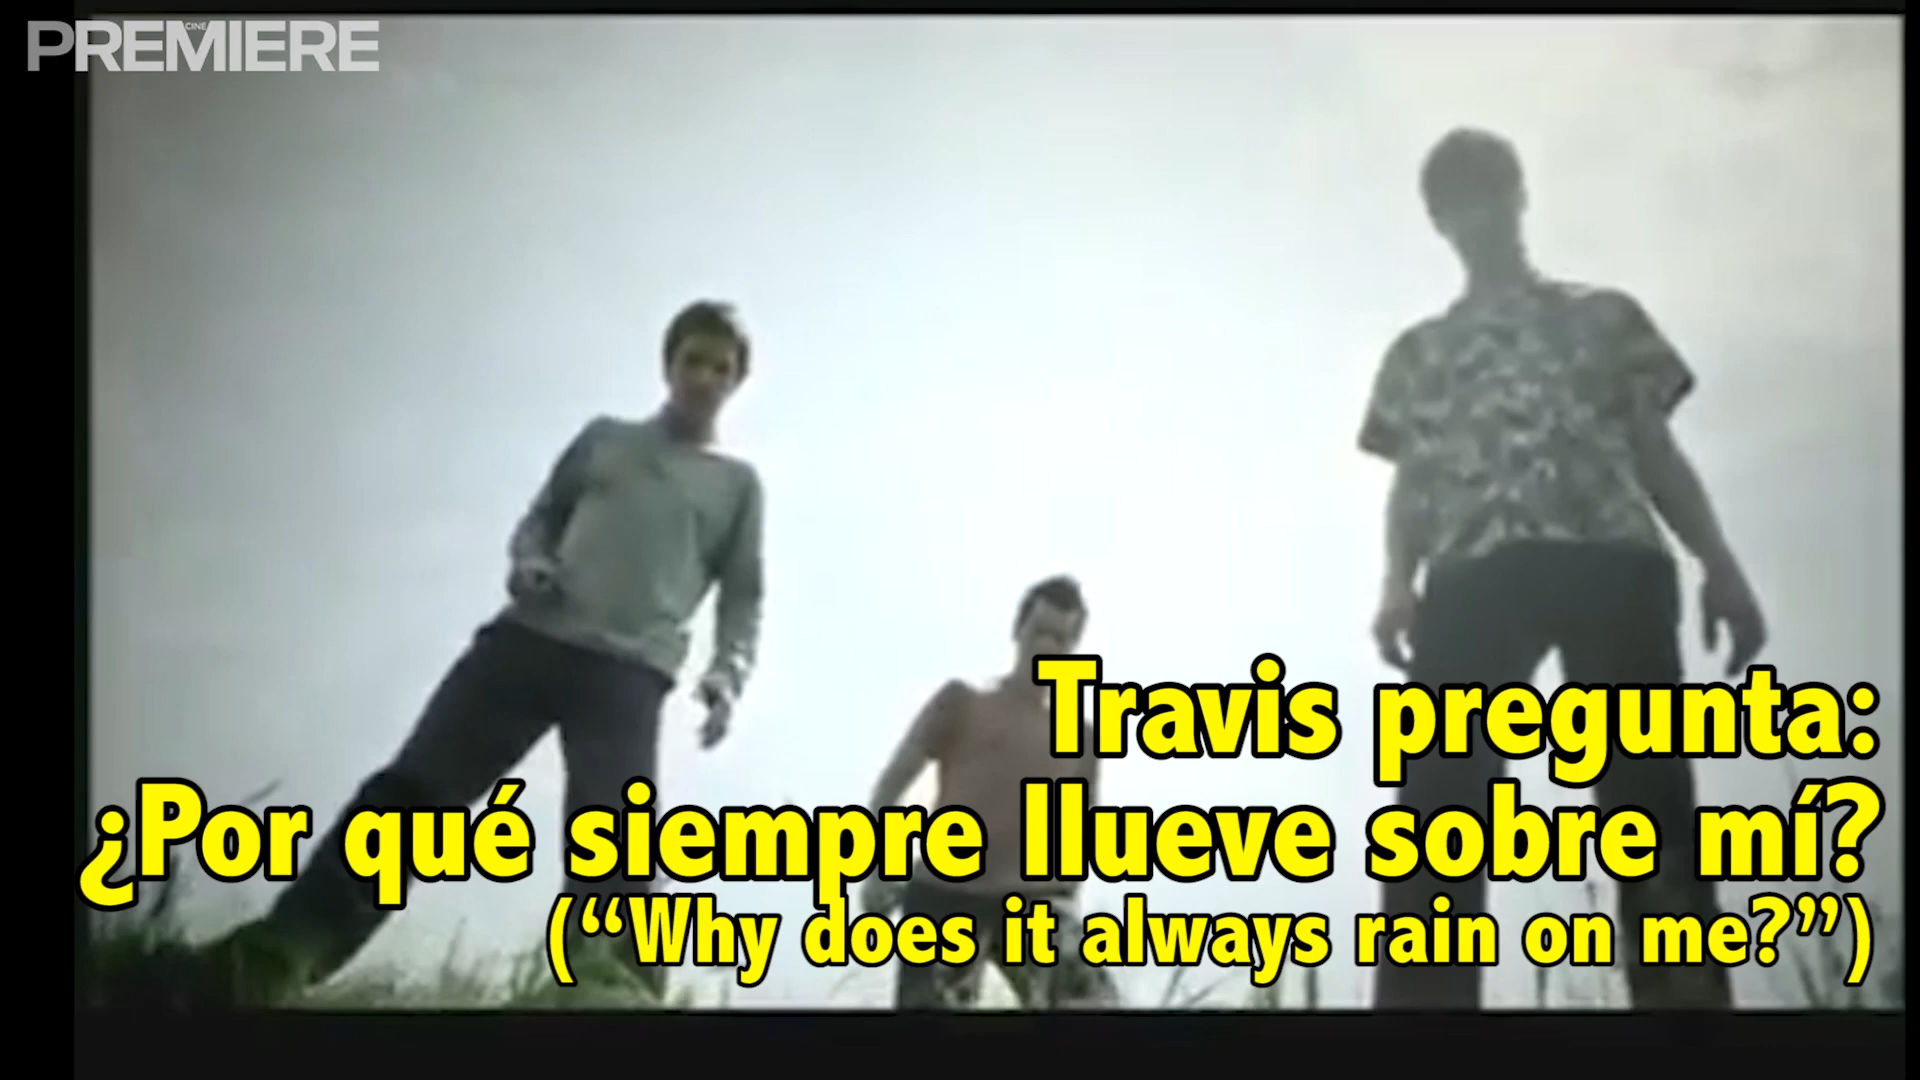 CINE
PREMIERE
Travis pregunta:
¿Por qué siempre llueve sobre mí?
(“Why does it always rain on me?”)